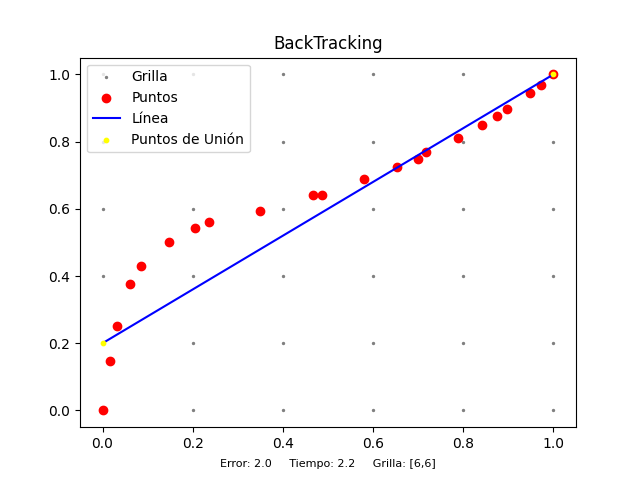 BackTracking
Grilla
Puntos
Línea
Puntos de Unión
1.0
0.8
0.6
0.4
0.2
0.0
0.0 0.2 0.4 0.6 0.8 1.0
Error: 2.0 Tiempo: 2.2 Grilla: [6,6]